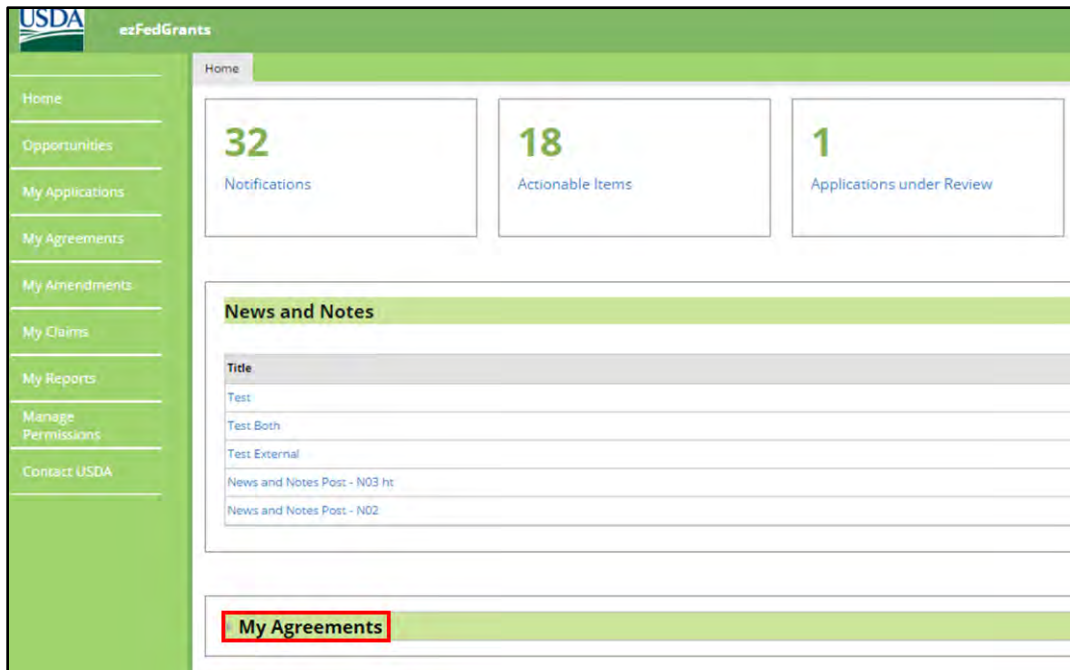 USDA
ezFedGrants
Home
Home
Opportunities
My Applications
My Agreements
My Amendments
My Claims
My Reports
Manage
Permissions
Contact USDA
32
Notifications
18
Actionable Items
1
Applications under Review
News and Notes
Title
Test
Test Both
Test External
News and Notes Post - N03 ht
News and Notes Post - N02
My Agreements